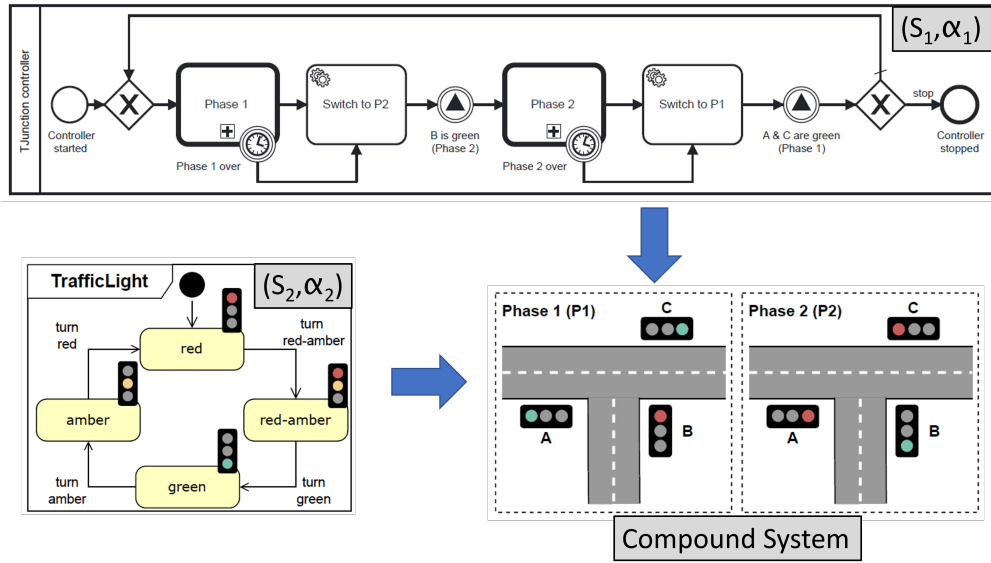 (S₁,α₁)
TJunction controller
Controller
started
X
Phase 1
Phase 1 over
Switch to P2
B is green
(Phase 2)
Phase 2
Phase 2 over
Switch to P1
A & C are green
(Phase 1)
X
stop
Controller
stopped
TrafficLight
(S₂,α₂)
turn
red
turn
red-amber
red
amber
red-amber
green
turn
amber
turn
green
Phase 1 (P1)
C
A
B
Phase 2 (P2)
C
A
B
Compound System